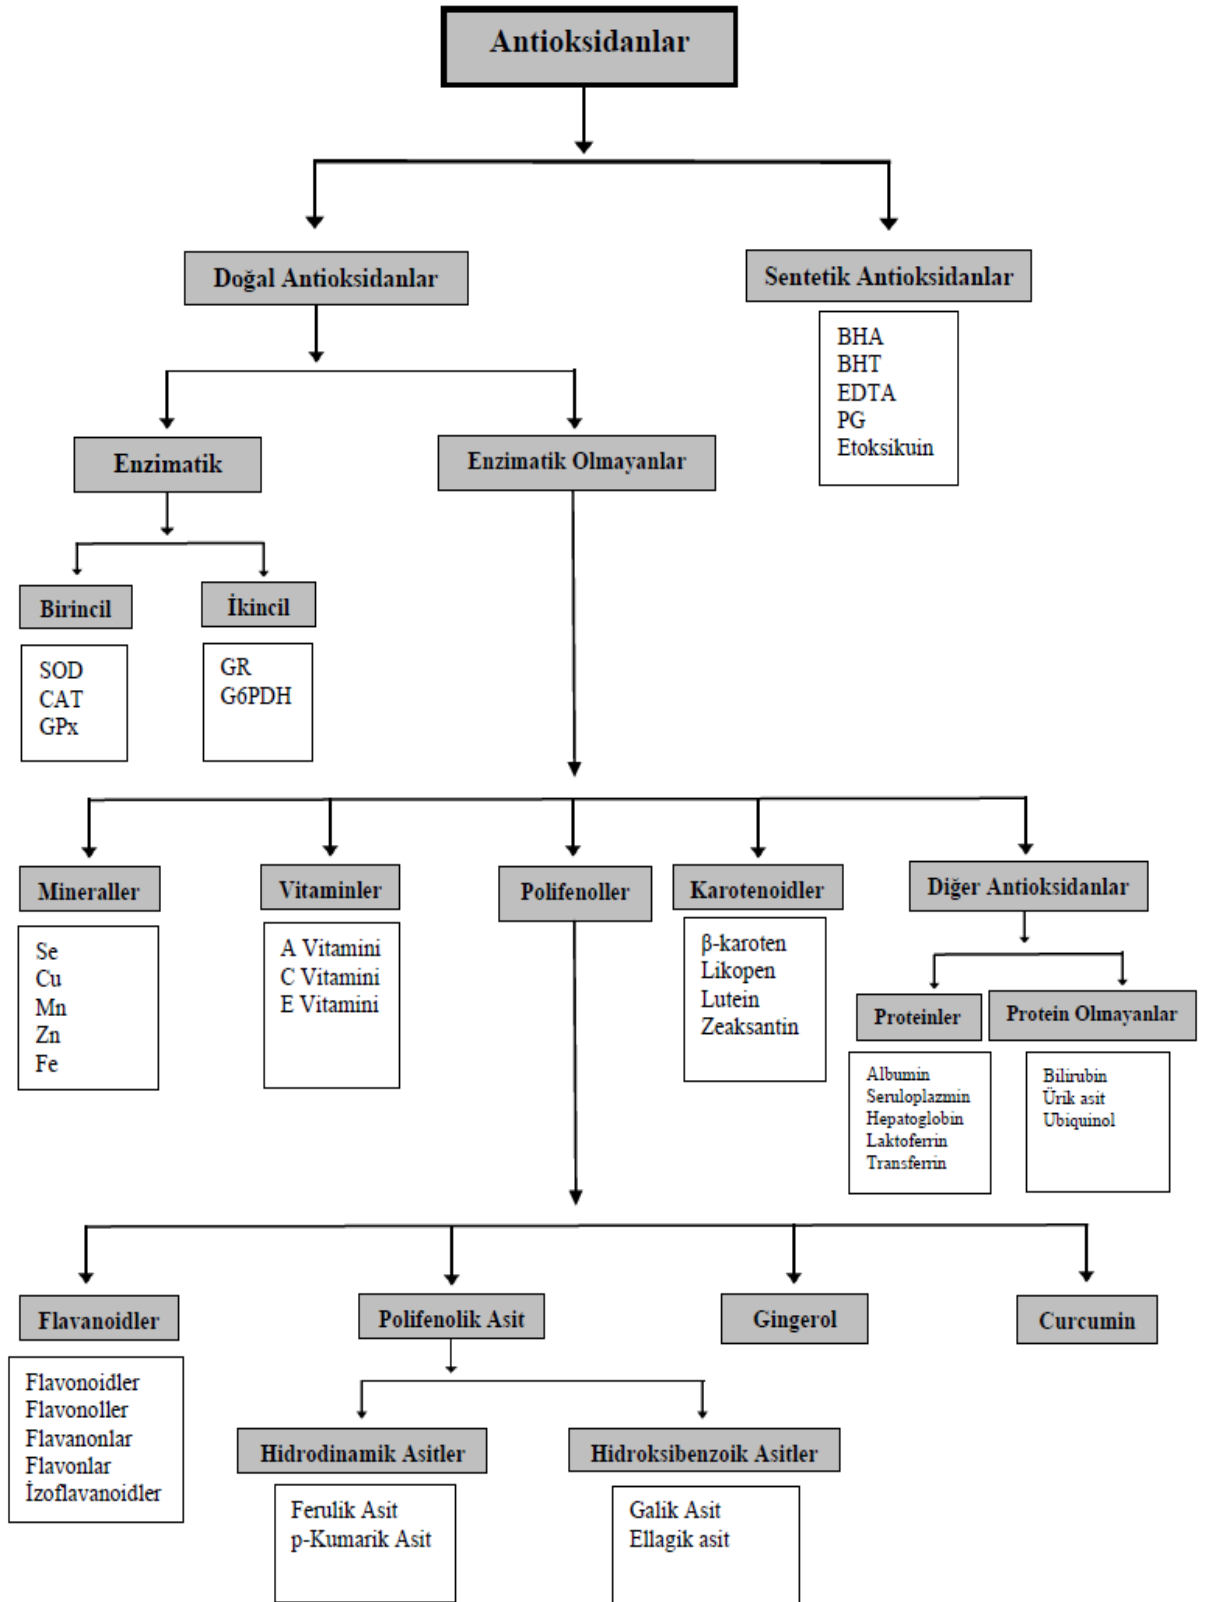 Antioksidanlar
Doğal Antioksidanlar
Sentetik Antioksidanlar
BHA
BHT
EDTA
PG
Etoksikuin
Enzimatik
Enzimatik Olmayanlar
Birincil
İkincil
SOD
CAT
GPx
GR
G6PDH
Mineraller
Vitaminler
Polifenoller
Karotenoidler
Diğer Antioksidanlar
Se
Cu
Mn
Zn
Fe
A Vitamini
C Vitamini
E Vitamini
β-karoten
Likopen
Lutein
Zeaksantin
Proteinler
Protein Olmayanlar
Albumin
Seruloplazmin
Hepatoglobin
Laktoferrin
Transferrin
Bilirubin
Ürik asit
Ubiquinol
Flavanoidler
Polifenolik Asit
Gingerol
Curcumin
Flavonoidler
Flavonoller
Flavanonlar
Flavonlar
İzoflavanoidler
Hidrodinamik Asitler
Hidroksibenzoik Asitler
Ferulik Asit
p-Kumarik Asit
Galik Asit
Ellagik asit